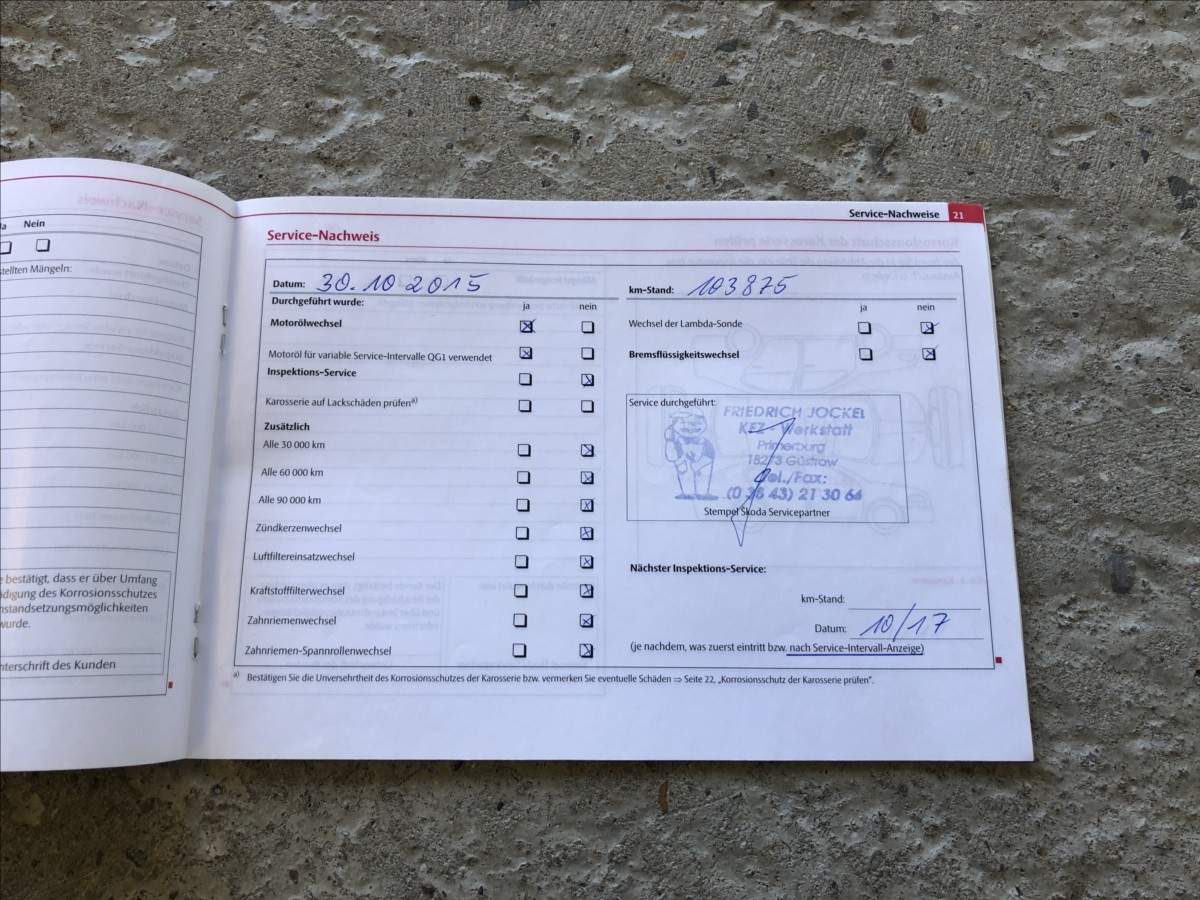 Ja Nein
stellten Mängeln:
e bestätigt, dass er über Umfang
idigung des Korrosionsschutzes
nstandsetzungsmöglichkeiten
wurde.
nterschrift des Kunden
Service-Nachweise 21
Service-Nachweis
Datum: 30.10 2015
Durchgeführt wurde:
ja nein
Motorölwechsel
Motoröl für variable Service-Intervalle QG1 verwendet
Inspektions-Service
Karosserie auf Lackschäden prüfen a)
Zusätzlich
Alle 30 000 km
Alle 60 000 km
Alle 90 000 km
Zündkerzenwechsel
Luftfiltereinsatzwechsel
Kraftstofffilterwechsel
Zahnriemenwechsel
Zahnriemen-Spannrollenwechsel
km-Stand: 103875
ja nein
Wechsel der Lambda-Sonde
Bremsflüssigkeitswechsel
Service durchgeführt:
FRIEDRICH JOCKEL
KFZ - Werkstatt
Primerburg
18273 Güstrow
Tel./Fax:
(0 38 43) 21 30 64
Stempel Škoda Servicepartner
Nächster Inspektions-Service:
km-Stand:
Datum: 10/17
(je nachdem, was zuerst eintritt bzw. nach Service-Intervall-Anzeige)
a) Bestätigen Sie die Unversehrtheit des Korrosionsschutzes der Karosserie bzw. vermerken Sie eventuelle Schäden ⇒ Seite 22, „Korrosionsschutz der Karosserie prüfen".